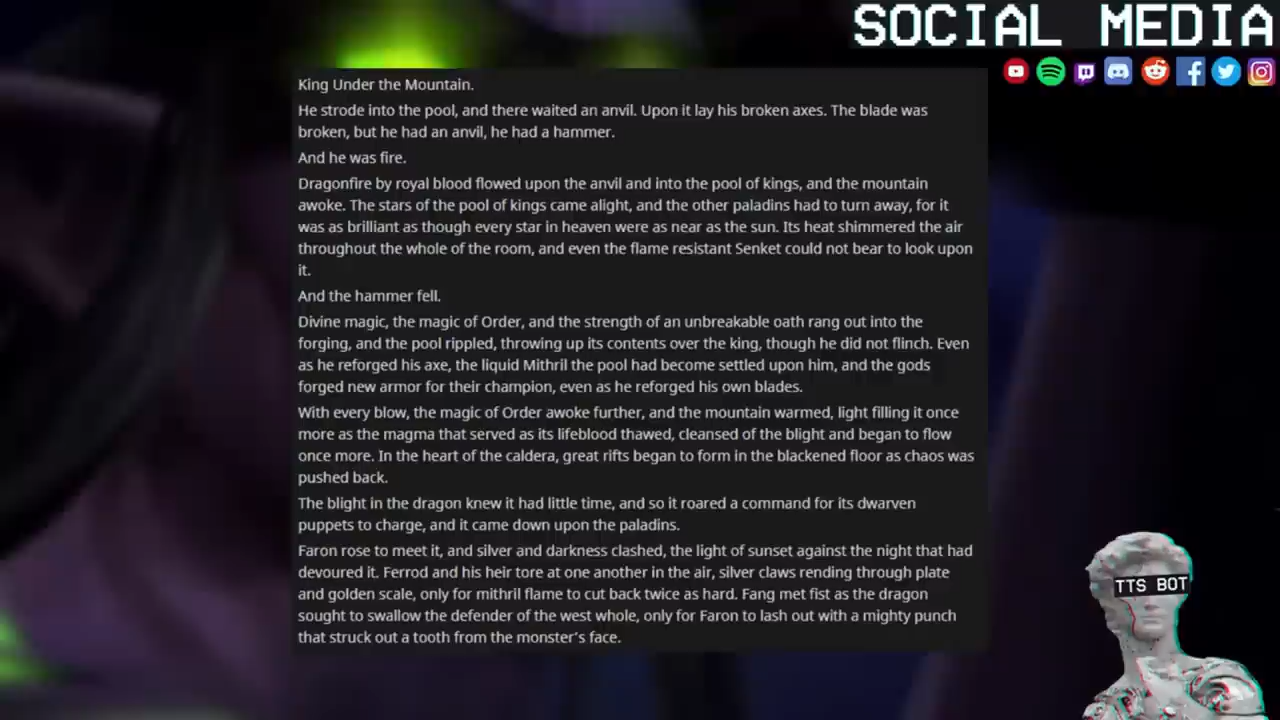 SOCIAL MEDIA
King Under the Mountain.
He strode into the pool, and there waited an anvil. Upon it lay his broken axes. The blade was
broken, but he had an anvil, he had a hammer.
And he was fire.
Dragonfire by royal blood flowed upon the anvil and into the pool of kings, and the mountain
awoke. The stars of the pool of kings came alight, and the other paladins had to turn away, for it
was as brilliant as though every star in heaven were as near as the sun. Its heat shimmered the air
throughout the whole of the room, and even the flame resistant Senket could not bear to look upon
it.
And the hammer fell.
Divine magic, the magic of Order, and the strength of an unbreakable oath rang out into the
forging, and the pool rippled, throwing up its contents over the king, though he did not flinch. Even
as he reforged his axe, the liquid Mithril the pool had become settled upon him, and the gods
forged new armor for their champion, even as he reforged his own blades.
With every blow, the magic of Order awoke further, and the mountain warmed, light filling it once
more as the magma that served as its lifeblood thawed, cleansed of the blight and began to flow
once more. In the heart of the caldera, great rifts began to form in the blackened floor as chaos was
pushed back.
The blight in the dragon knew it had little time, and so it roared a command for its dwarven
puppets to charge, and it came down upon the paladins.
Faron rose to meet it, and silver and darkness clashed, the light of sunset against the night that had
devoured it. Ferrod and his heir tore at one another in the air, silver claws rending through plate
and golden scale, only for mithril flame to cut back twice as hard. Fang met fist as the dragon
sought to swallow the defender of the west whole, only for Faron to lash out with a mighty punch
that struck out a tooth from the monster's face.
TTS BOT